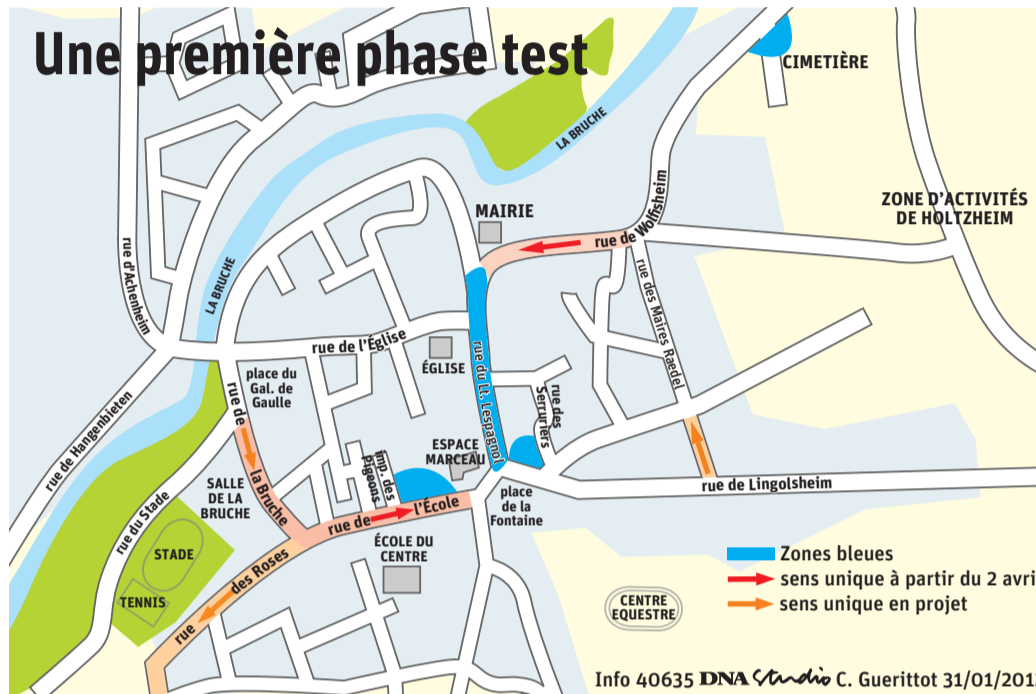 Une première phase test
CIMETIÈRE
LA BRUCHE
MAIRIE
ZONE D'ACTIVITÉS
DE HOLTZHEIM
rue de Wolfisheim
rue d'Achenheim
LA BRUCHE
rue des Maires Raedel
rue de l'Église
ÉGLISE
place du
Gal. de
Gaulle
rue du Lt. Lespagnol
rue des
Serruriers
rue de Hangenbieten
rue de
la Bruche
ESPACE
MARCEAU
imp. des
Pigeons
SALLE
DE LA
BRUCHE
rue de Lingolsheim
place
de la
Fontaine
rue de l'École
rue du Stade
ÉCOLE DU
CENTRE
STADE
TENNIS
rue des Roses
Zones bleues
sens unique à partir du 2 avri
sens unique en projet
CENTRE
EQUESTRE
Info 40635 DNA Studio C. Guerittot 31/01/201